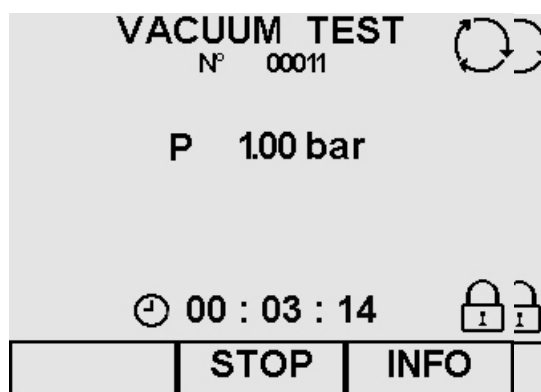 VACUUM TEST
N° 00011
P 1.00 bar
00 : 03 : 14
STOP INFO